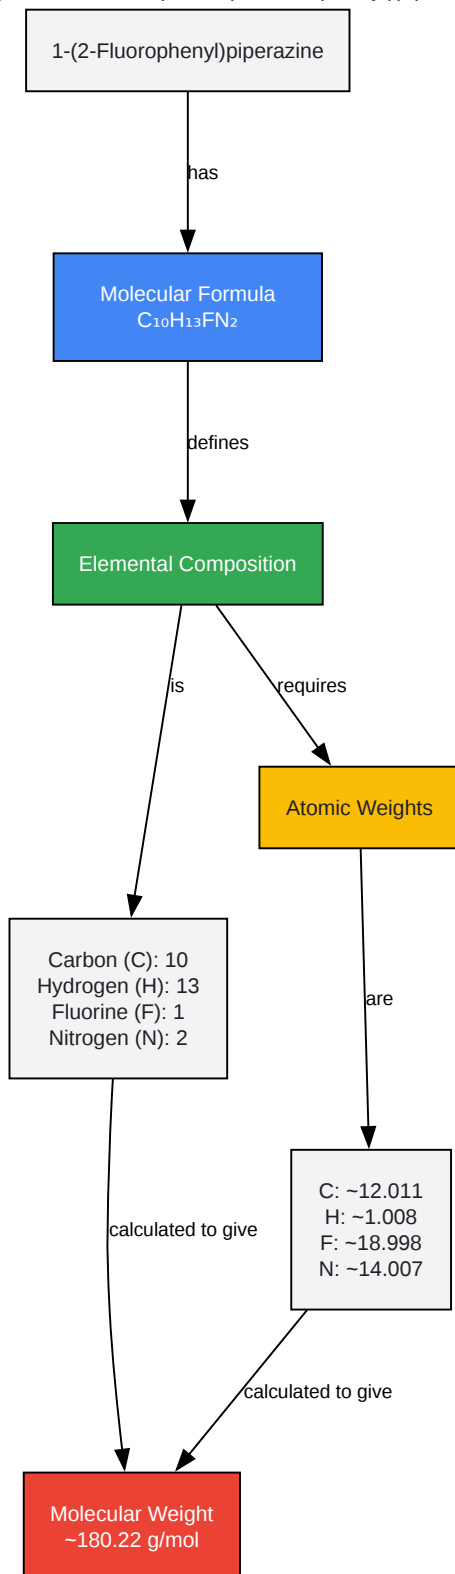 1-(2-Fluorophenyl)piperazine
has
Molecular Formula
C₁₀H₁₃FN₂
defines
Elemental Composition
is
requires
Atomic Weights
Carbon (C): 10
Hydrogen (H): 13
Fluorine (F): 1
Nitrogen (N): 2
are
C: ~12.011
H: ~1.008
F: ~18.998
N: ~14.007
calculated to give
calculated to give
Molecular Weight
~180.22 g/mol